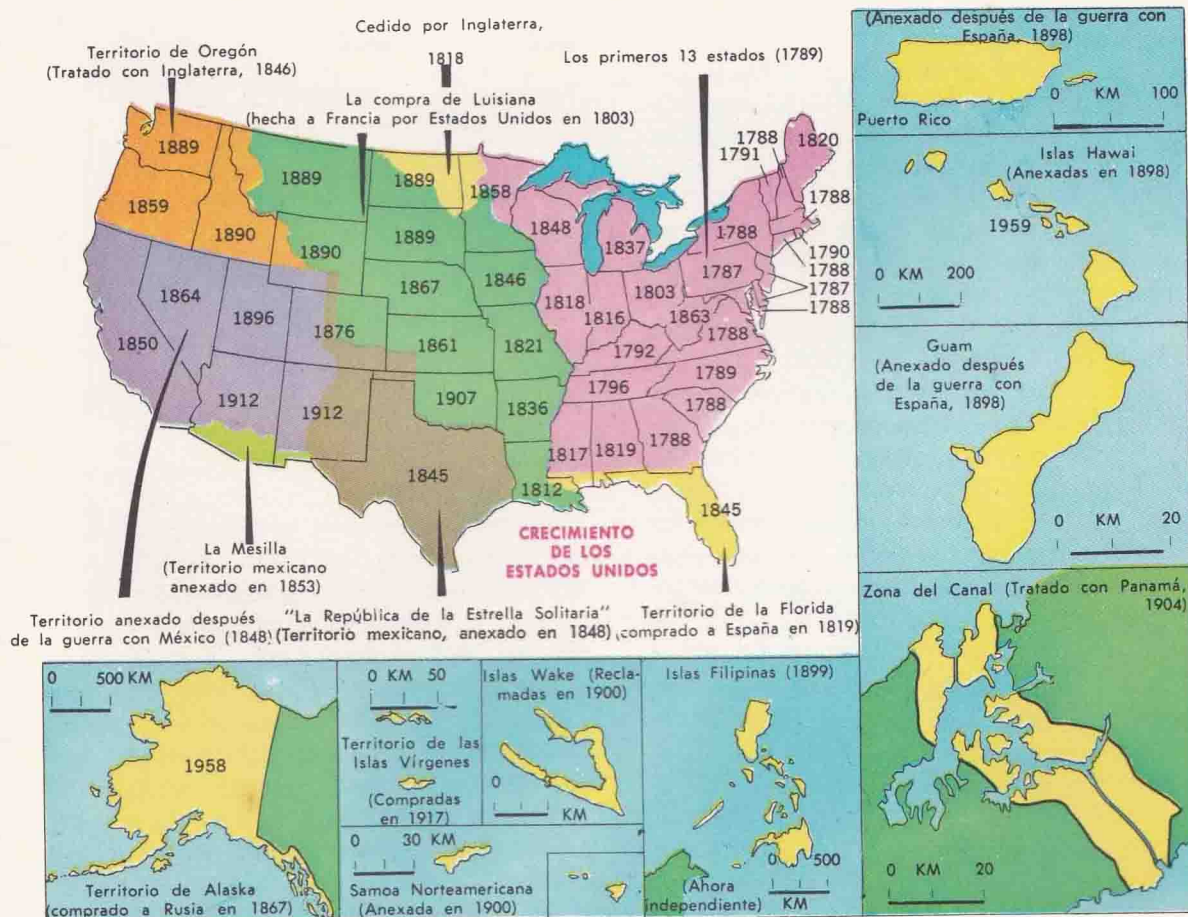 Cedido por Inglaterra,
1818
Territorio de Oregón
(Tratado con Inglaterra, 1846)
Los primeros 13 estados (1789)
La compra de Luisiana
(hecha a Francia por Estados Unidos en 1803)
1889
1859
1890
1889
1890
1889
1889
1858
1867
1846
1848
1837
1788
1787
1788
1791
1820
1788
1790
1788
1787
1788
1864
1850
1896
1876
1861
1821
1818
1816
1803
1863
1788
1792
1789
1796
1788
1912
1912
1907
1836
1817
1819
1788
1845
1812
1845
CRECIMIENTO
DE LOS
ESTADOS UNIDOS
La Mesilla
(Territorio mexicano
anexado en 1853)
Territorio anexado después
de la guerra con México (1848)
"La República de la Estrella Solitaria"
(Territorio mexicano, anexado en 1848)
Territorio de la Florida
comprado a España en 1819)
(Anexado después de la guerra con
España, 1898)
0 KM 100
Puerto Rico
Islas Hawai
(Anexadas en 1898)
1959
0 KM 200
Guam
(Anexado después
de la guerra con
España, 1898)
0 KM 20
Zona del Canal (Tratado con Panamá,
1904)
0 KM 20
0 500 KM
1958
Territorio de Alaska
(comprado a Rusia en 1867)
0 KM 50
Territorio de las
Islas Vírgenes
(Compradas
en 1917)
Islas Wake (Recla-
madas en 1900)
0
KM
0 30 KM
Samoa Norteamericana
(Anexada en 1900)
Islas Filipinas (1899)
0 500
KM
(Ahora
independiente)